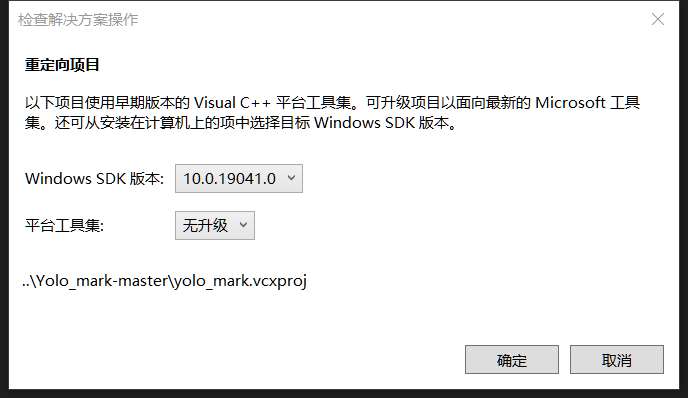 检查解决方案操作
重定向项目
以下项目使用早期版本的 Visual C++ 平台工具集。可升级项目以面向最新的 Microsoft 工具
集。还可从安装在计算机上的项中选择目标 Windows SDK 版本。
Windows SDK 版本: 10.0.19041.0
平台工具集: 无升级
..\Yolo_mark-master\yolo_mark.vcxproj
确定 取消